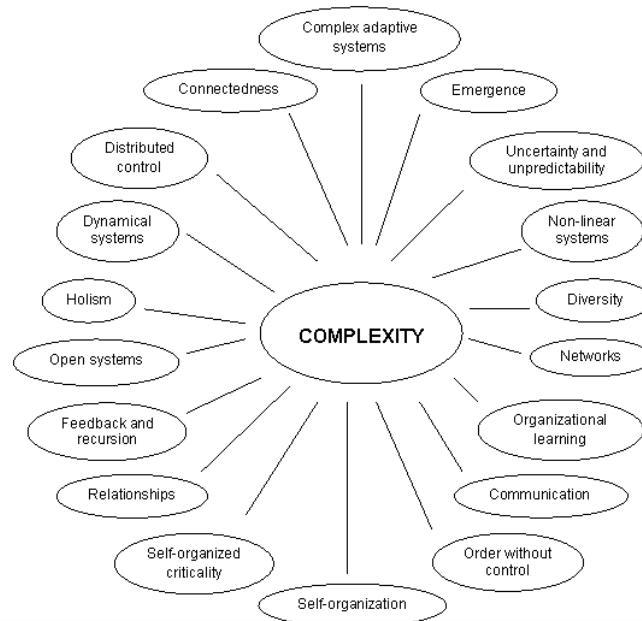 Complex adaptive
systems
Connectedness
Emergence
Distributed
control
Uncertainty and
unpredictability
Dynamical
systems
Non-linear
systems
Holism
Diversity
COMPLEXITY
Open systems
Networks
Feedback and
recursion
Organizational
learning
Relationships
Communication
Self-organized
criticality
Order without
control
Self-organization